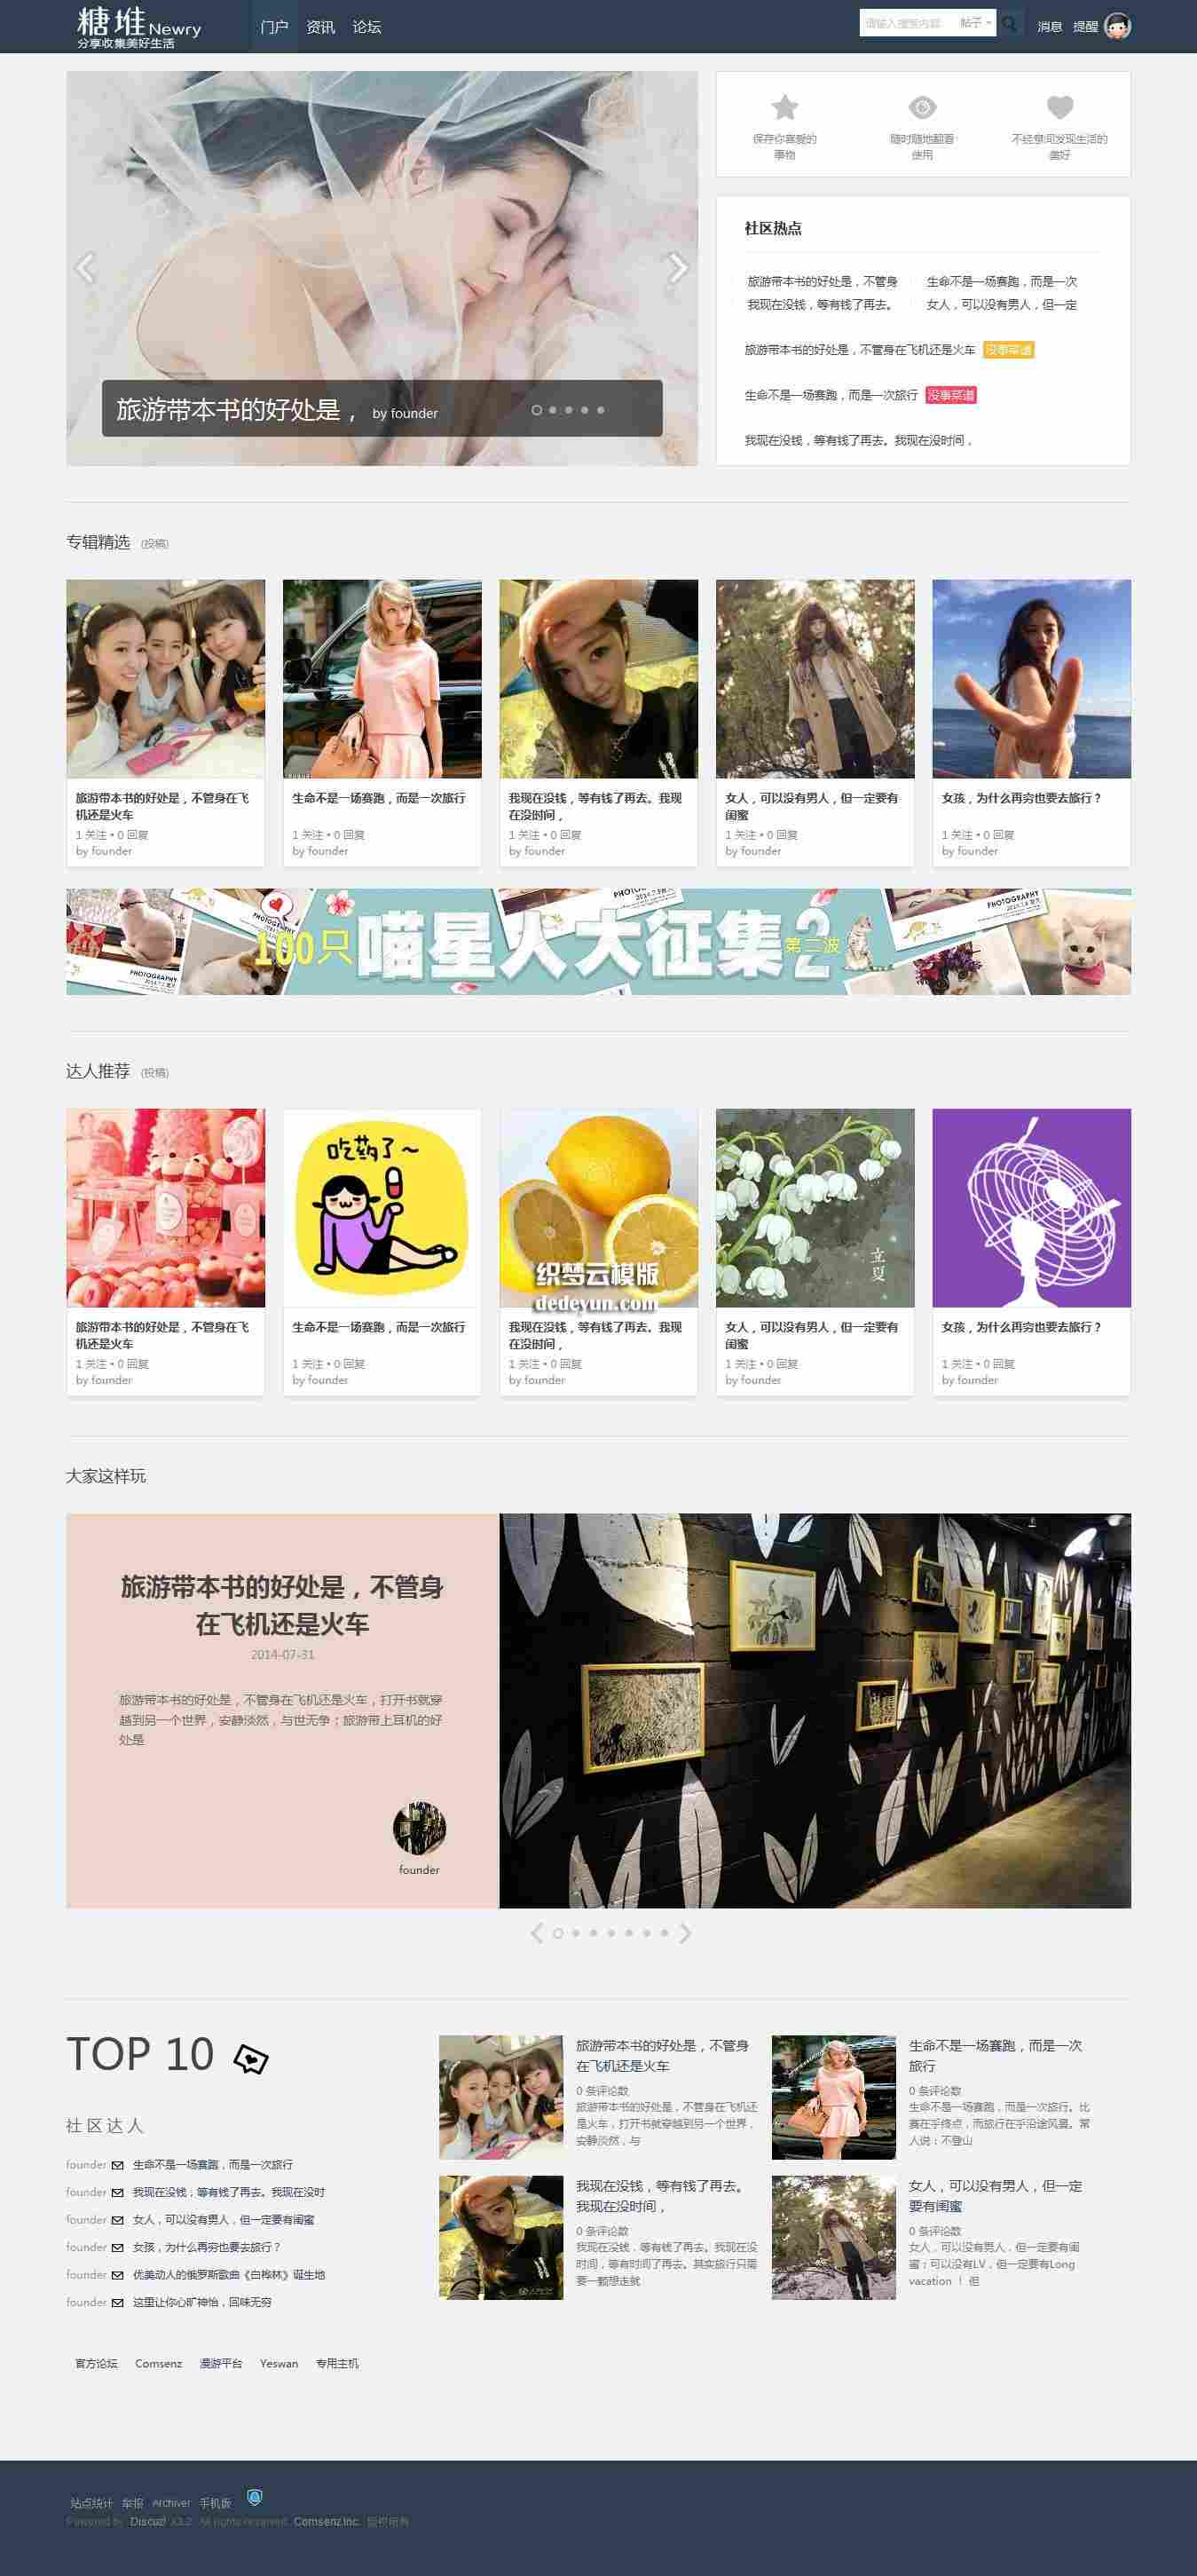 糖堆Newry
分享收集美好生活
门户 资讯 论坛
请输入搜索内容 帖子
消息 提醒
保存你喜爱的
事物
随时随地翻看
使用
不经意间发现生活的
美好
旅游带本书的好处是， by founder
社区热点
旅游带本书的好处是，不管身
生命不是一场赛跑，而是一次
我现在没钱，等有钱了再去。
女人，可以没有男人，但一定
旅游带本书的好处是，不管身在飞机还是火车 没事菜谱
生命不是一场赛跑，而是一次旅行 没事菜谱
我现在没钱，等有钱了再去。我现在没时间，
专辑精选 (投稿)
旅游带本书的好处是，不管身在飞
机还是火车
1 关注 • 0 回复
by founder
生命不是一场赛跑，而是一次旅行
1 关注 • 0 回复
by founder
我现在没钱，等有钱了再去。我现
在没时间，
1 关注 • 0 回复
by founder
女人，可以没有男人，但一定要有
闺蜜
1 关注 • 0 回复
by founder
女孩，为什么再穷也要去旅行？
1 关注 • 0 回复
by founder
100只喵星人大征集2 第二波
PHOTOGRAPHY
PHOTOGRAPHY
达人推荐 (投稿)
吃药了~
织梦云模版
dedeyun.com
立夏
旅游带本书的好处是，不管身在飞
机还是火车
1 关注 • 0 回复
by founder
生命不是一场赛跑，而是一次旅行
1 关注 • 0 回复
by founder
我现在没钱，等有钱了再去。我现
在没时间，
1 关注 • 0 回复
by founder
女人，可以没有男人，但一定要有
闺蜜
1 关注 • 0 回复
by founder
女孩，为什么再穷也要去旅行？
1 关注 • 0 回复
by founder
大家这样玩
旅游带本书的好处是，不管身
在飞机还是火车
2014-07-31
旅游带本书的好处是，不管身在飞机还是火车，打开书就穿
越到另一个世界，安静淡然，与世无争；旅游带上耳机的好
处是
founder
TOP 10
社区达人
founder 生命不是一场赛跑，而是一次旅行
founder 我现在没钱，等有钱了再去。我现在没时
founder 女人，可以没有男人，但一定要有闺蜜
founder 女孩，为什么再穷也要去旅行？
founder 优美动人的俄罗斯歌曲《白桦林》诞生地
founder 这里让你心旷神怡，回味无穷
旅游带本书的好处是，不管身
在飞机还是火车
0 条评论数
旅游带本书的好处是，不管身在飞机还
是火车，打开书就穿越到另一个世界，
安静淡然，与
生命不是一场赛跑，而是一次
旅行
0 条评论数
生命不是一场赛跑，而是一次旅行。比
赛在乎终点，而旅行在乎沿途风景。常
人说：不登山
我现在没钱，等有钱了再去。
我现在没时间，
0 条评论数
我现在没钱，等有钱了再去。我现在没
时间，等有时间了再去。其实旅行只需
要一颗想走就
女人，可以没有男人，但一定
要有闺蜜
0 条评论数
女人，可以没有男人，但一定要有闺
蜜；可以没有LV，但一定要有Long
vacation ！ 但
官方论坛 Comsenz 漫游平台 Yeswan 专用主机
站点统计 举报 Archiver 手机版
Powered by Discuz! X3.2 All rights reserved. Comsenz Inc. 版权所有